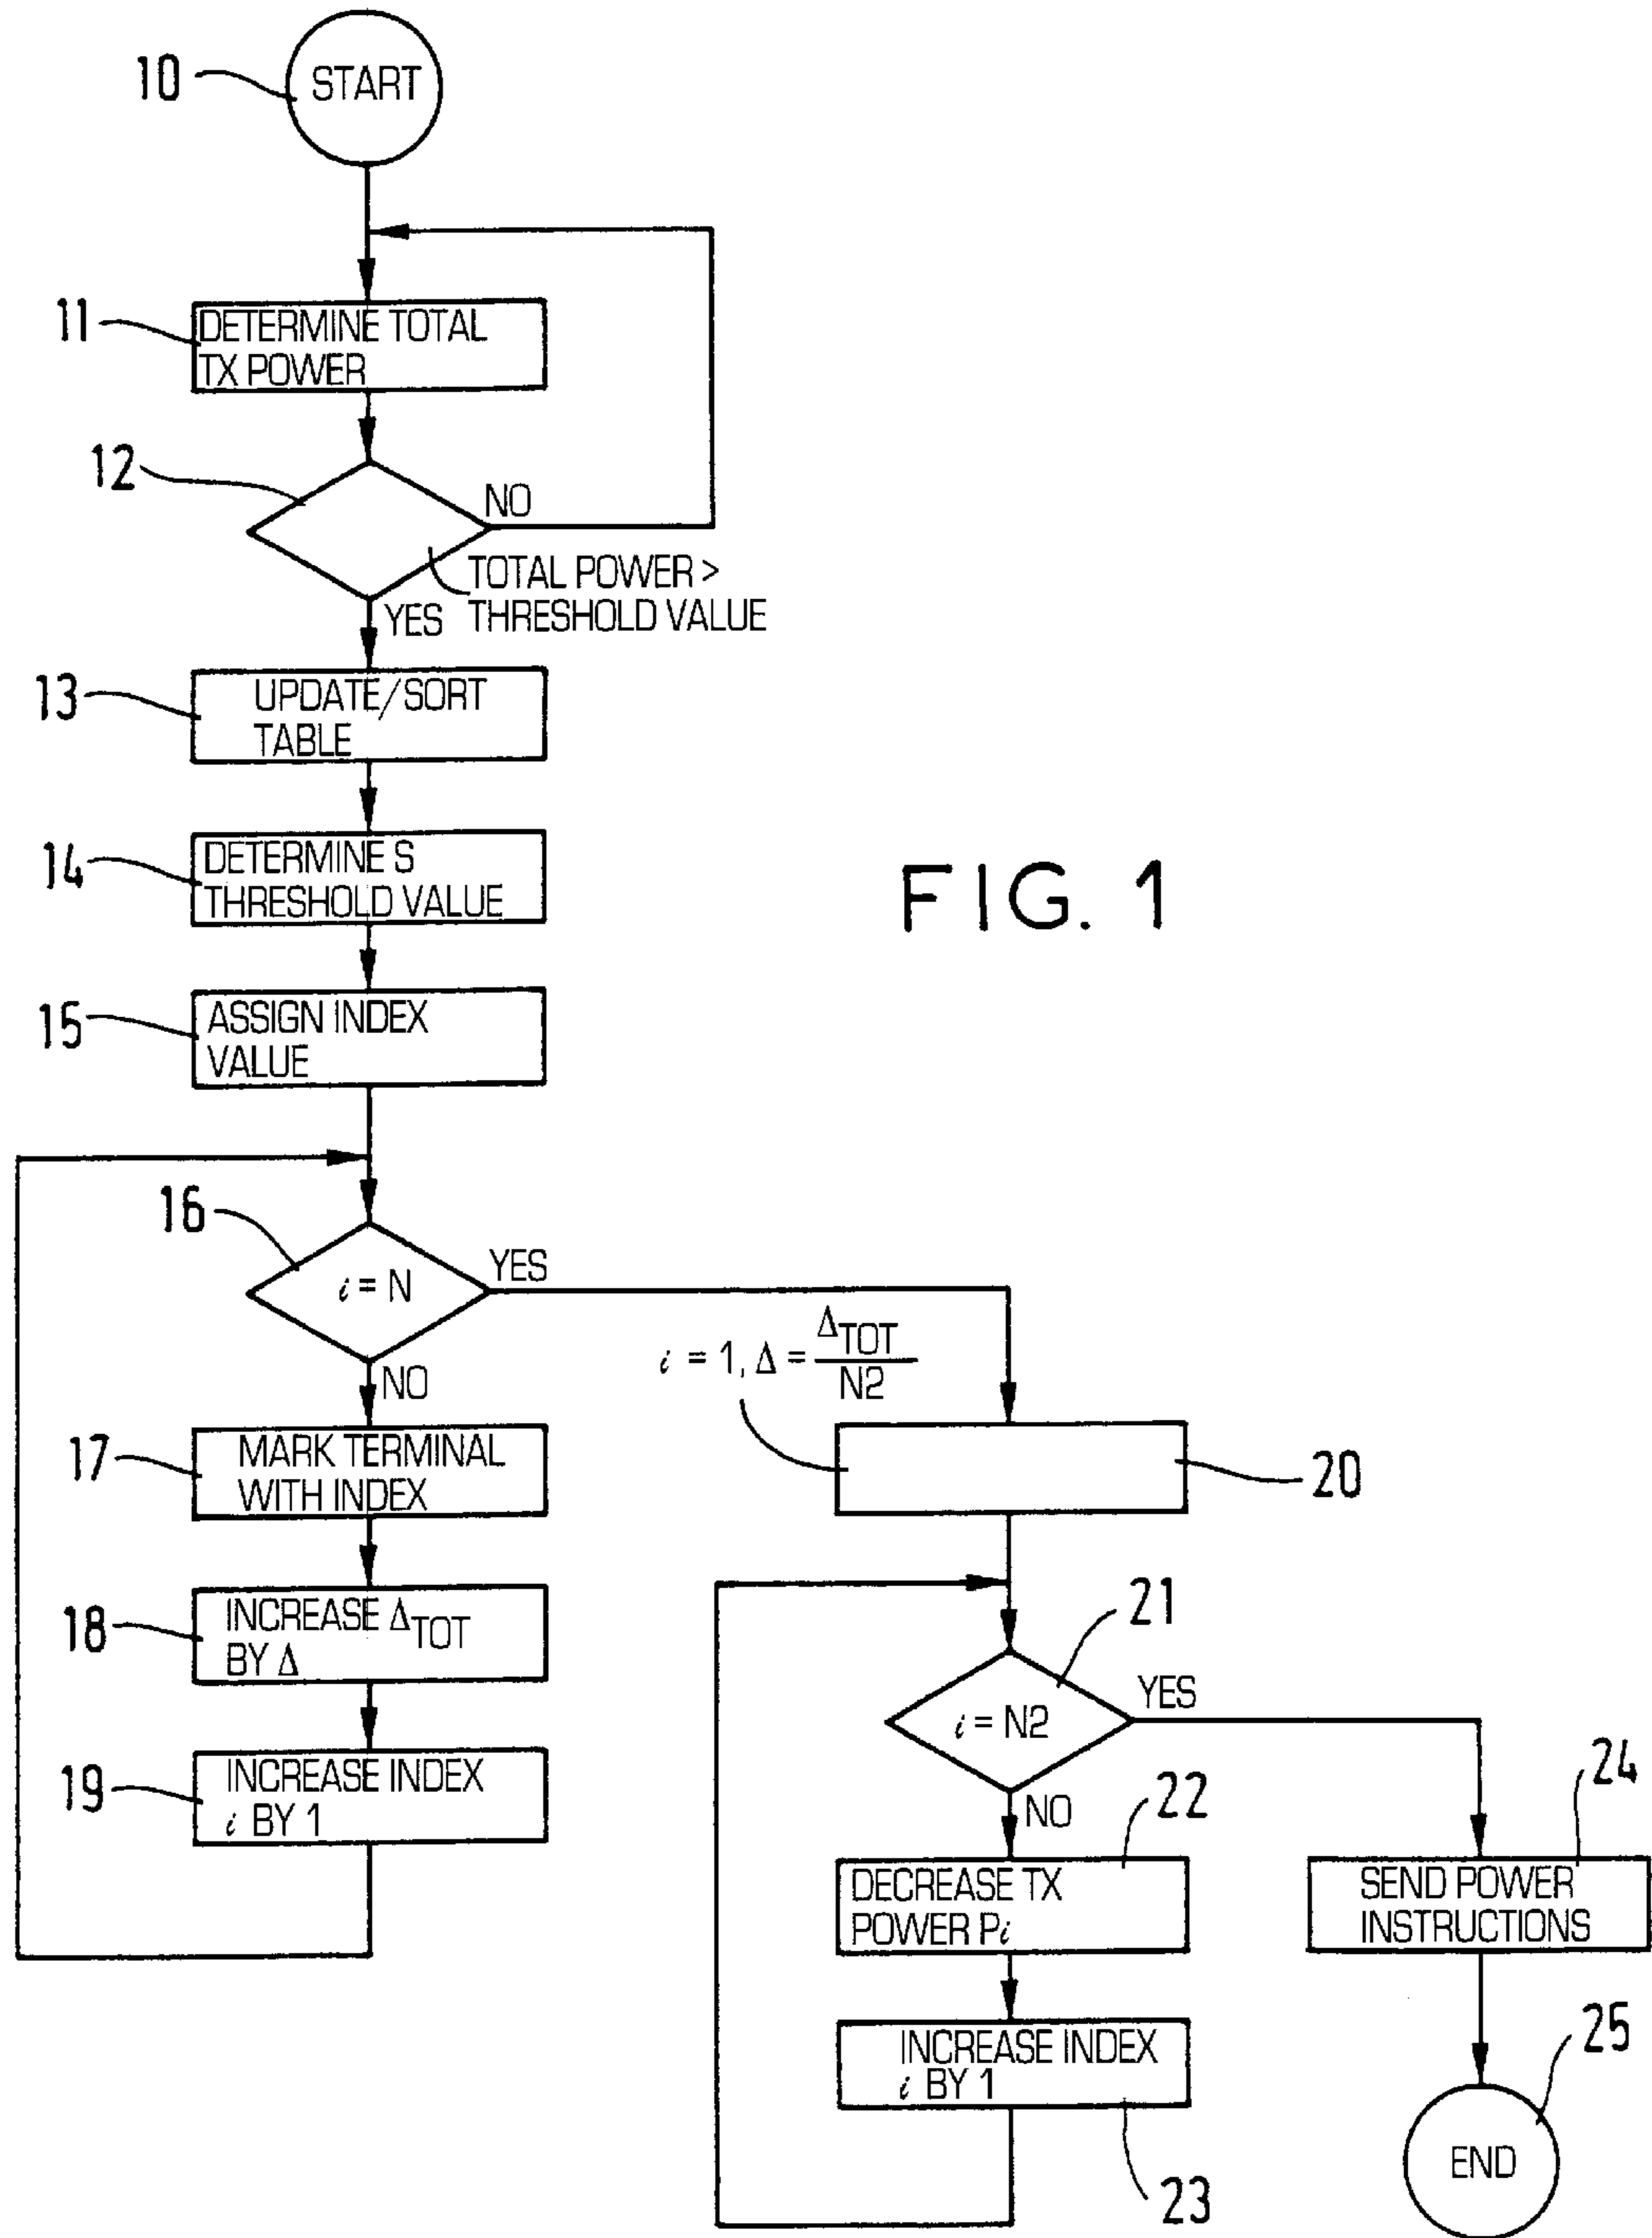 10
START
11
DETERMINE TOTAL
TX POWER
12
NO
TOTAL POWER >
THRESHOLD VALUE
YES
13
UPDATE/SORT
TABLE
14
DETERMINE S
THRESHOLD VALUE
FIG. 1
15
ASSIGN INDEX
VALUE
16
i = N
YES
NO
i = 1, Δ = ΔTOT
N2
17
MARK TERMINAL
WITH INDEX
20
18
INCREASE ΔTOT
BY Δ
21
i = N2
YES
NO
19
INCREASE INDEX
i BY 1
22
DECREASE TX
POWER Pi
24
SEND POWER
INSTRUCTIONS
INCREASE INDEX
i BY 1
23
25
END